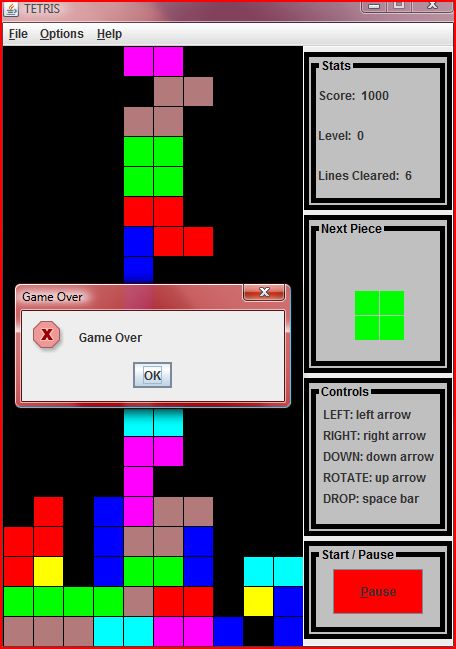 TETRIS
File Options Help
Stats
Score: 1000
Level: 0
Lines Cleared: 6
Next Piece
Game Over
Game Over
OK
Controls
LEFT: left arrow
RIGHT: right arrow
DOWN: down arrow
ROTATE: up arrow
DROP: space bar
Start / Pause
Pause